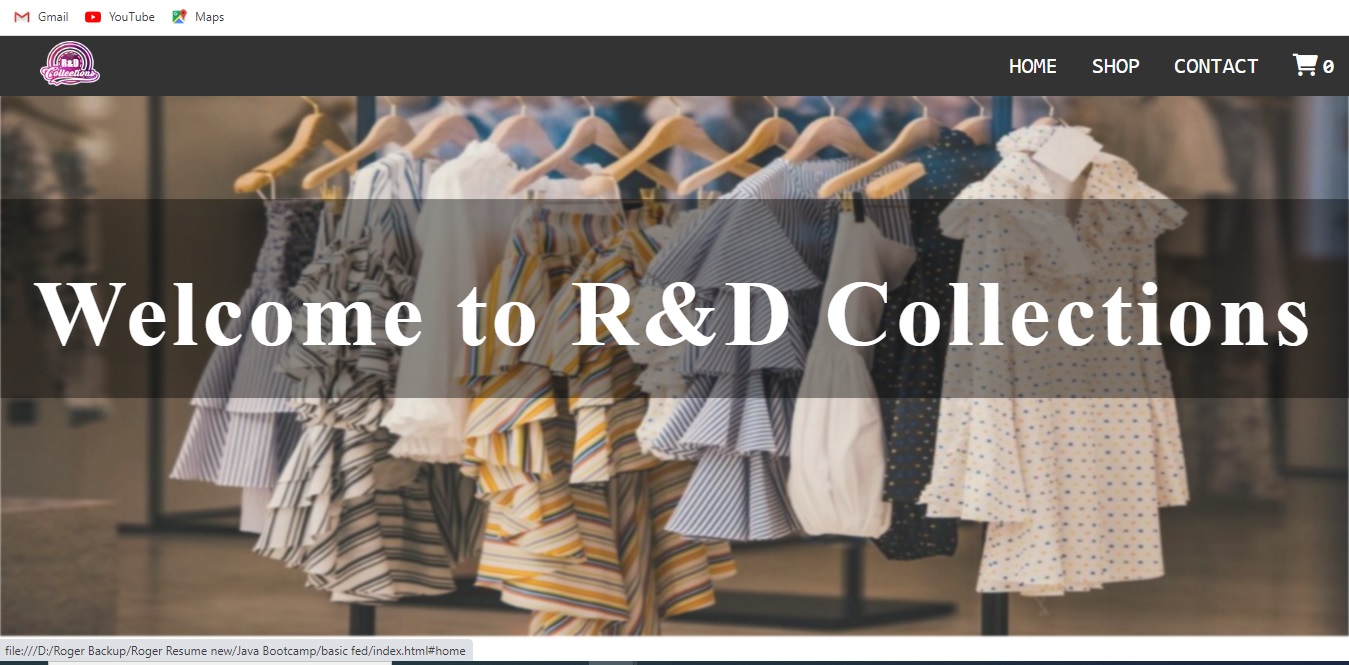 Gmail YouTube Maps
R&D
Collections
HOME SHOP CONTACT 0
Welcome to R&D Collections
file:///D:/Roger Backup/Roger Resume new/Java Bootcamp/basic fed/index.html#home